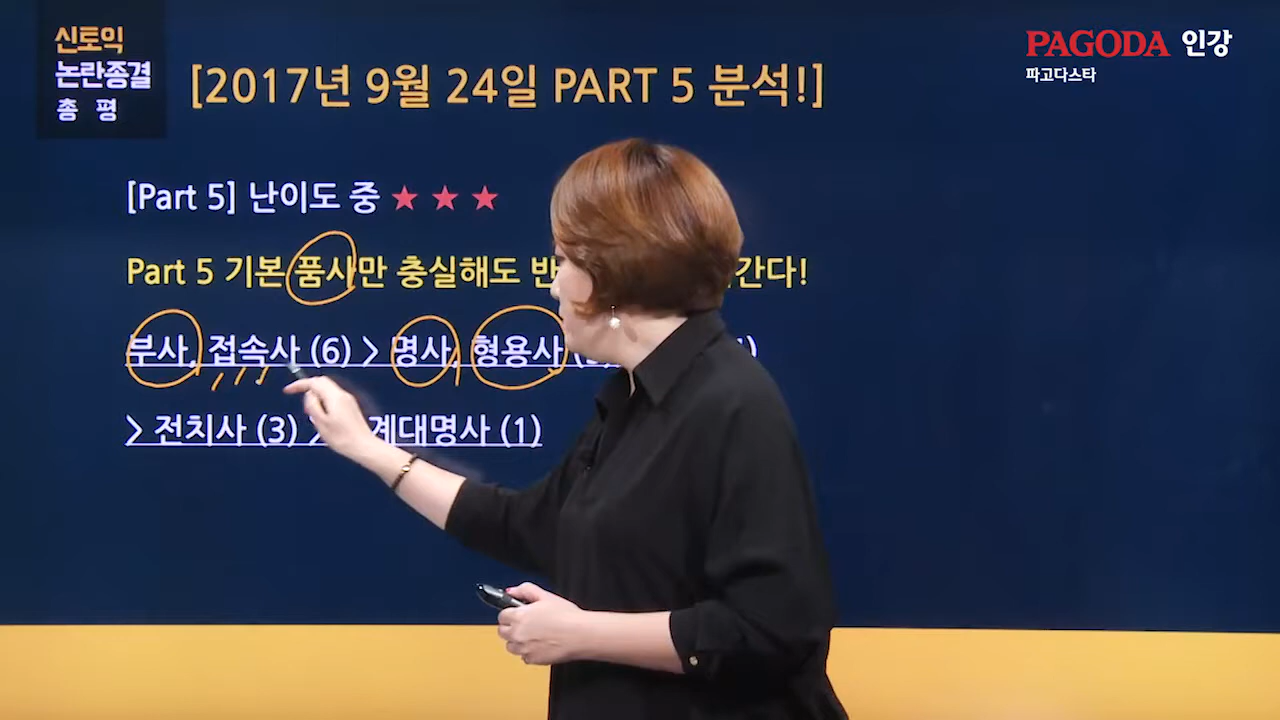 신토익
논란종결
총 평
[2017년 9월 24일 PART 5 분석!]
PAGODA 인강
파고다스타
[Part 5] 난이도 중 ★ ★ ★
Part 5 기본 품사만 충실해도 반 간다!
부사, 접속사 (6) > 명사, 형용사
> 전치사 (3) > 계대명사 (1)